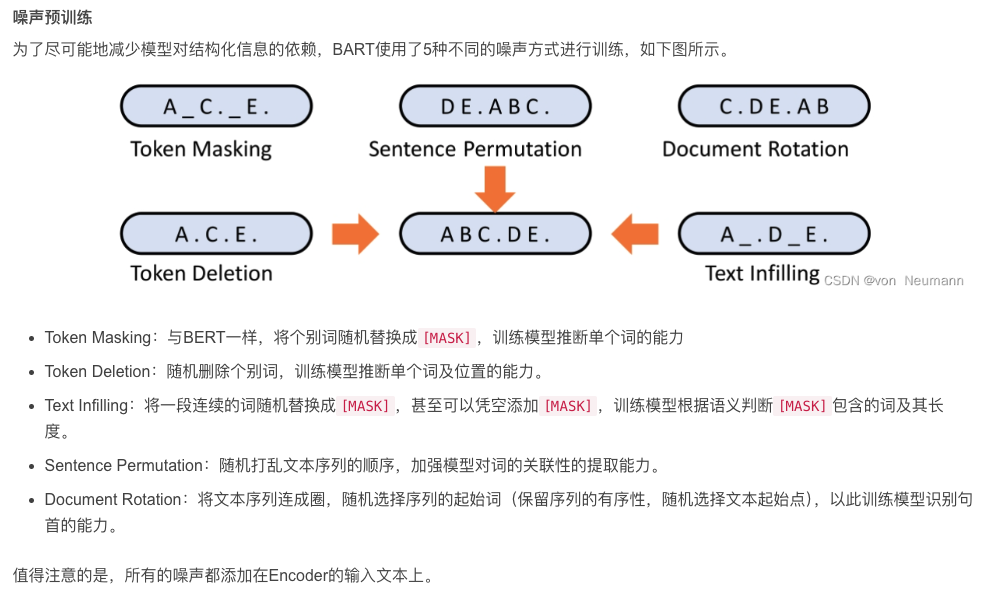 噪声预训练
为了尽可能地减少模型对结构化信息的依赖，BART使用了5种不同的噪声方式进行训练，如下图所示。
A _ C . _ E .
D E . A B C .
C . D E . A B
Token Masking
Sentence Permutation
Document Rotation
A . C . E .
A B C . D E .
A _ . D _ E .
Token Deletion
Text Infilling
CSDN @von Neumann
Token Masking：与BERT一样，将个别词随机替换成 [MASK] ，训练模型推断单个词的能力
Token Deletion：随机删除个别词，训练模型推断单个词及位置的能力。
Text Infilling：将一段连续的词随机替换成 [MASK] ，甚至可以凭空添加 [MASK] ，训练模型根据语义判断 [MASK] 包含的词及其长
度。
Sentence Permutation：随机打乱文本序列的顺序，加强模型对词的关联性的提取能力。
Document Rotation：将文本序列连成圈，随机选择序列的起始词（保留序列的有序性，随机选择文本起始点），以此训练模型识别句
首的能力。
值得注意的是，所有的噪声都添加在Encoder的输入文本上。